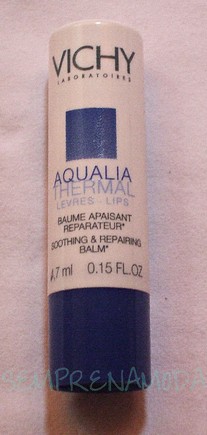 VICHY
LABORATOIRES
AQUALIA
THERMAL
LEVRES - LIPS
BAUME APAISANT
REPARATEUR*
SOOTHING & REPAIRING
BALM*
4.7 ml 0.15 FL.OZ
SEMPRENAMODA